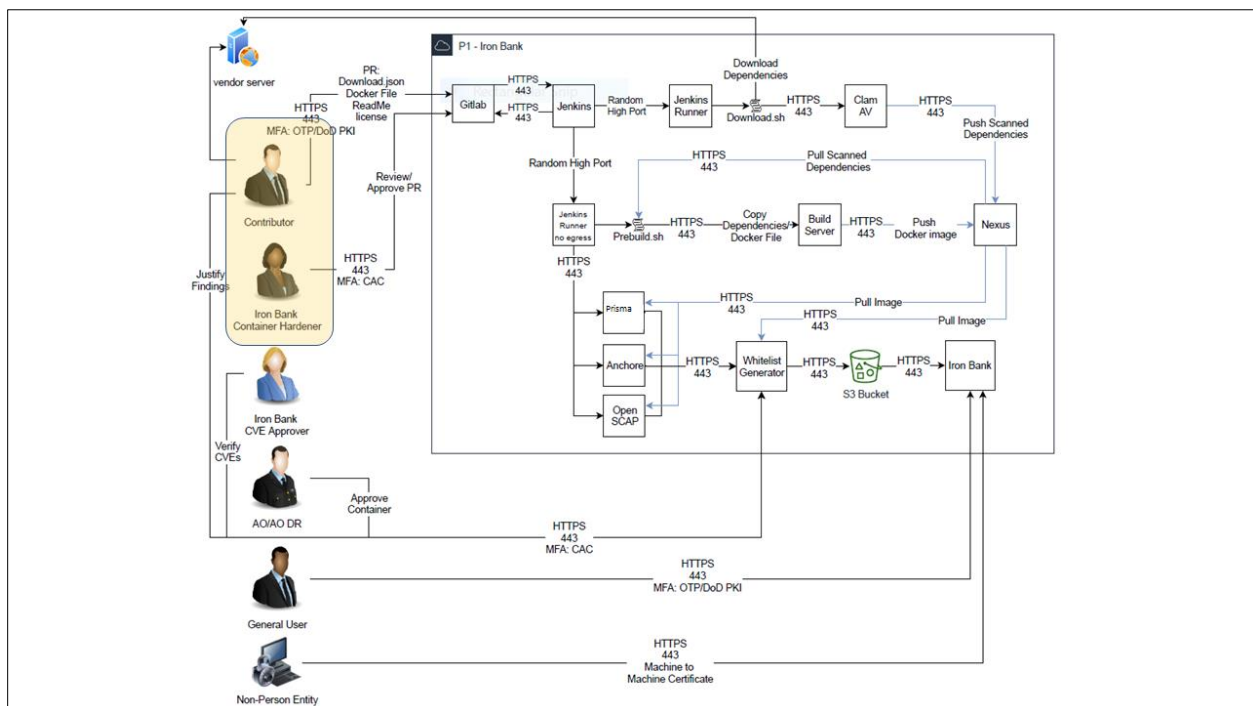 P1 - Iron Bank
vendor server
PR:
Download.json
Docker File
ReadMe
license
HTTPS
443
MFA: OTP/DoD PKI
Contributor
Iron Bank
Container Hardener
HTTPS
443
MFA: CAC
Review/
Approve PR
Justify
Findings
Gitlab
HTTPS
443
HTTPS
443
Jenkins
Random
High Port
Jenkins
Runner
Download
Dependencies
Download.sh
HTTPS
443
Clam
AV
HTTPS
443
Push Scanned
Dependencies
Random High Port
HTTPS
443
Pull Scanned
Dependencies
Jenkins
Runner
no egress
Prebuild.sh
HTTPS
443
Copy
Dependencies/
Docker File
Build
Server
HTTPS
443
Push
Docker image
Nexus
HTTPS
443
HTTPS
443
Pull Image
HTTPS
443
Pull Image
Prisma
Anchore
Open
SCAP
HTTPS
443
Whitelist
Generator
HTTPS
443
S3 Bucket
HTTPS
443
Iron Bank
Iron Bank
CVE Approver
Verify
CVEs
AO/AO DR
Approve
Container
HTTPS
443
MFA: CAC
General User
HTTPS
443
MFA: OTP/DoD PKI
Non-Person Entity
HTTPS
443
Machine to
Machine Certificate